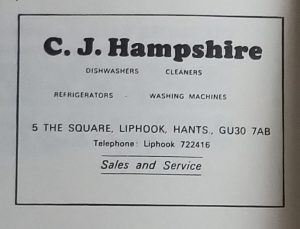 C. J. Hampshire
DISHWASHERS CLEANERS
REFRIGERATORS - WASHING MACHINES
5 THE SQUARE, LIPHOOK, HANTS., GU30 7AB
Telephone: Liphook 722416
Sales and Service